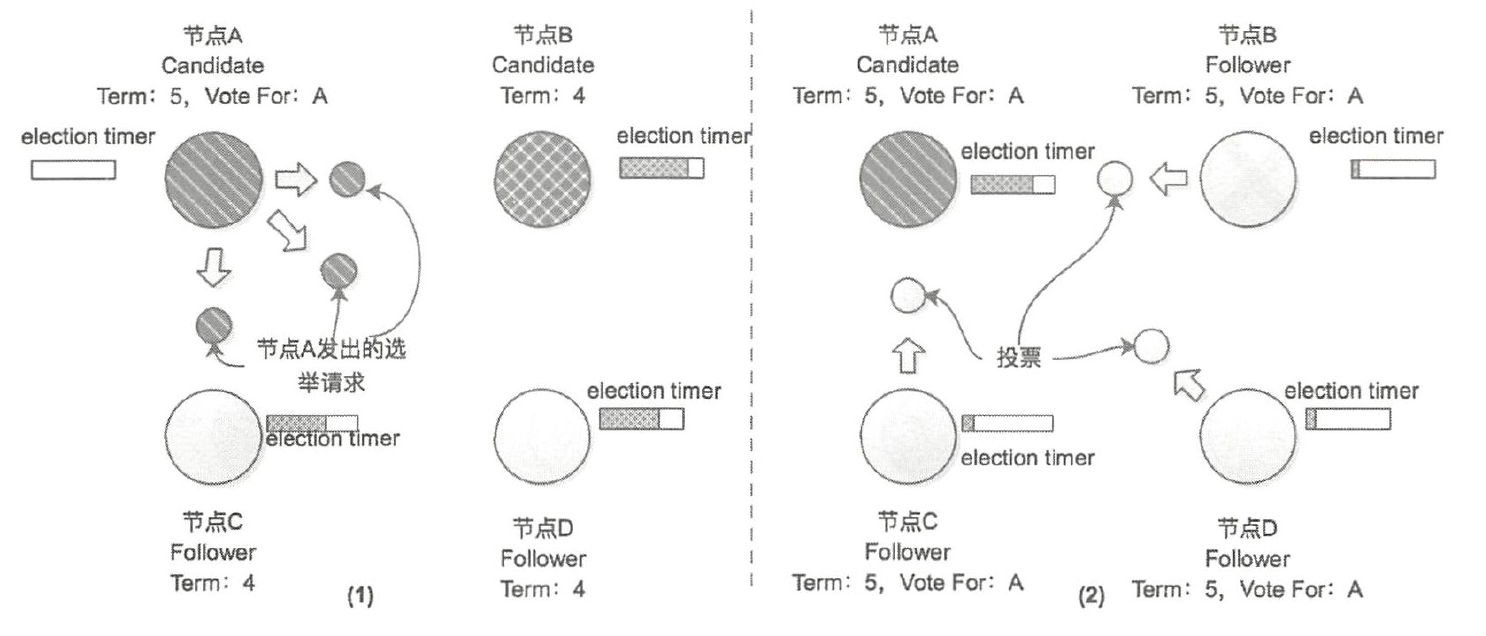 节点A
Candidate
Term: 5, Vote For: A
election timer
节点B
Candidate
Term: 4
election timer
节点A发出的选
举请求
election timer
节点C
Follower
Term: 4
election timer
节点D
Follower
Term: 4
(1)
节点A
Candidate
Term: 5, Vote For: A
election timer
节点B
Follower
Term: 5, Vote For: A
election timer
投票
election timer
节点C
Follower
Term: 5, Vote For: A
election timer
节点D
Follower
Term: 5, Vote For: A
(2)